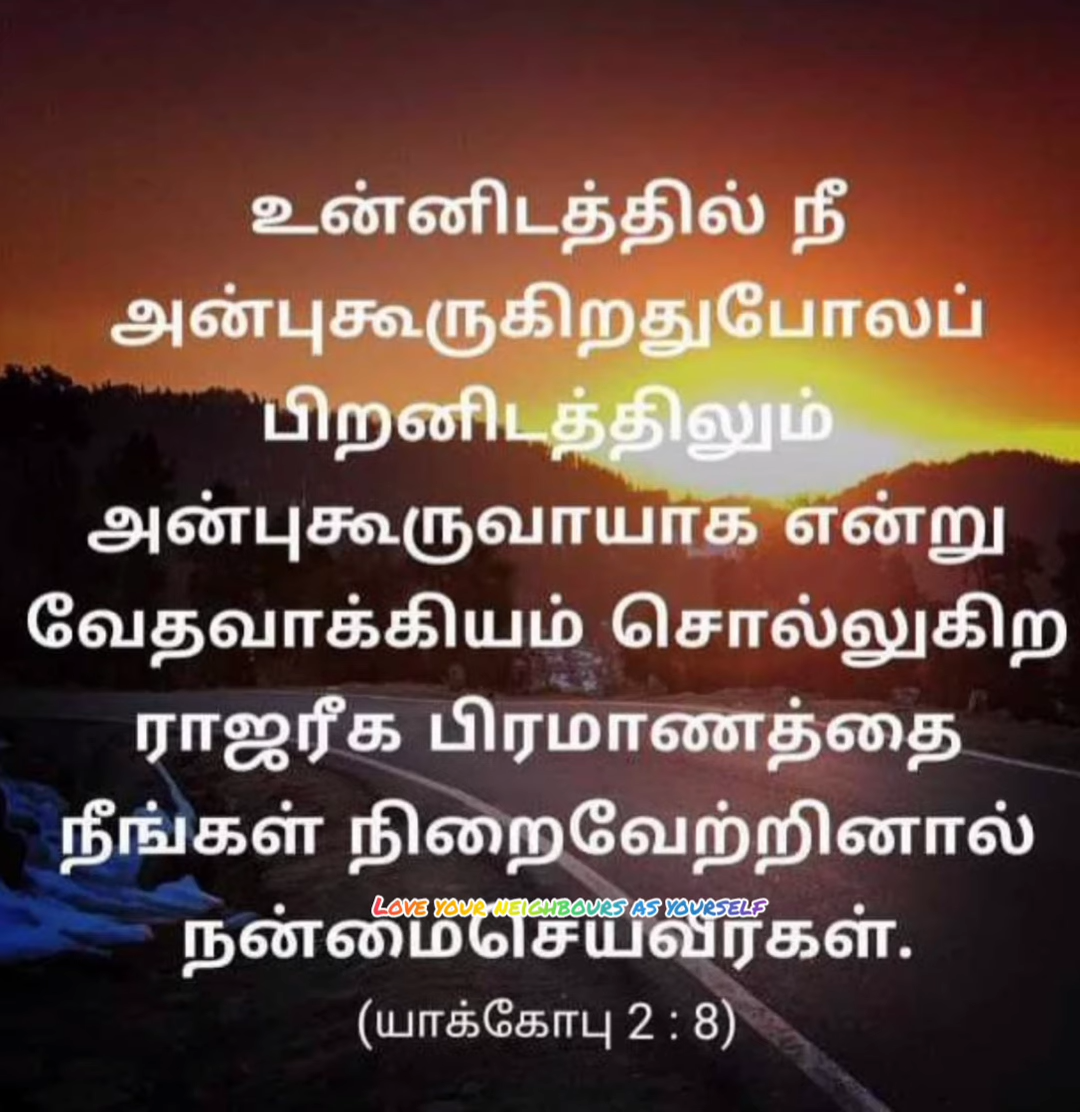 உன்னிடத்தில் நீ
அன்புகூருகிறதுபோலப்
பிறனிடத்திலும்
அன்புகூருவாயாக என்று
வேதவாக்கியம் சொல்லுகிற
ராஜரீக பிரமாணத்தை
நீங்கள் நிறைவேற்றினால்
LOVE YOUR NEIGHBOURS AS YOURSELF
நன்மைசெய்வீர்கள்.
(யாக்கோபு 2 : 8)